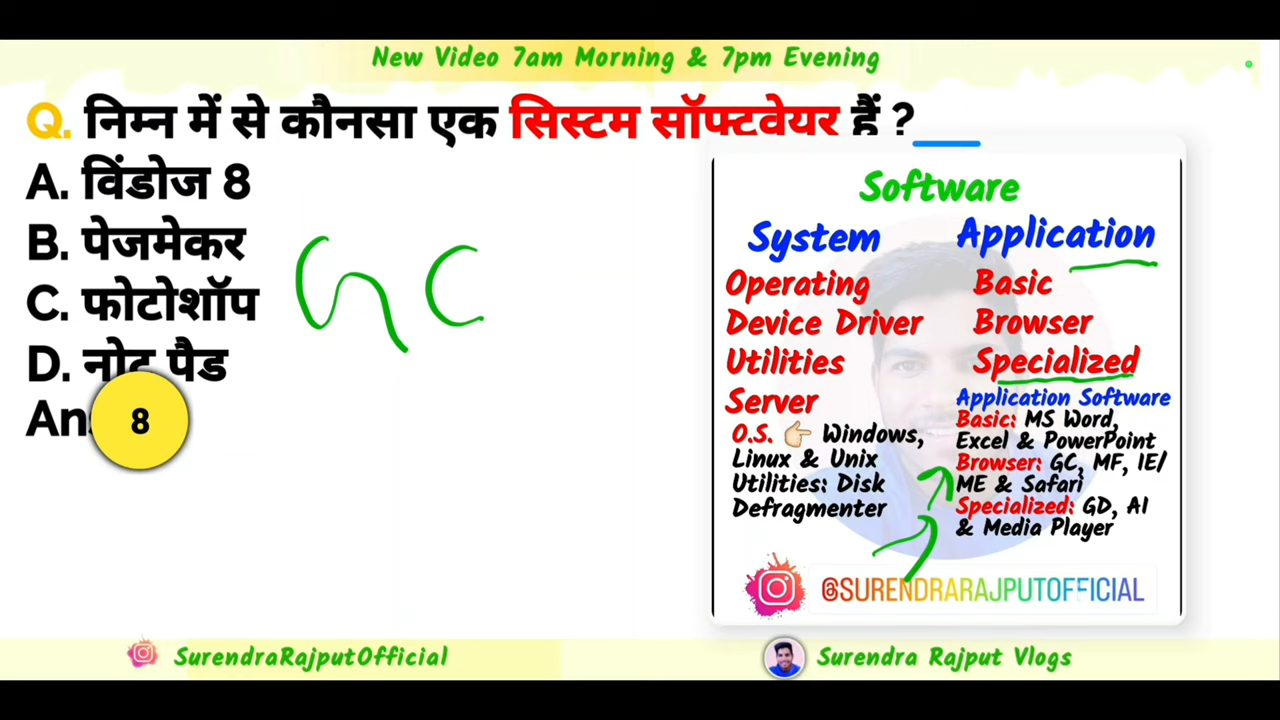 New Video 7am Morning & 7pm Evening
Q. निम्न में से कौनसा एक सिस्टम सॉफ्टवेयर हैं ?
A. विंडोज 8
B. पेजमेकर
C. फोटोशॉप
D. नोट पैड
An
8
GC
Software
System
Operating
Device Driver
Utilities
Server
O.S. 👉 Windows,
Linux & Unix
Utilities: Disk
Defragmenter
Application
Basic
Browser
Specialized
Application Software
Basic: MS Word,
Excel & PowerPoint
Browser: GC, MF, IE/
ME & Safari
Specialized: GD, AI
& Media Player
@SURENDRARAJPUTOFFICIAL
SurendraRajputOfficial
Surendra Rajput Vlogs